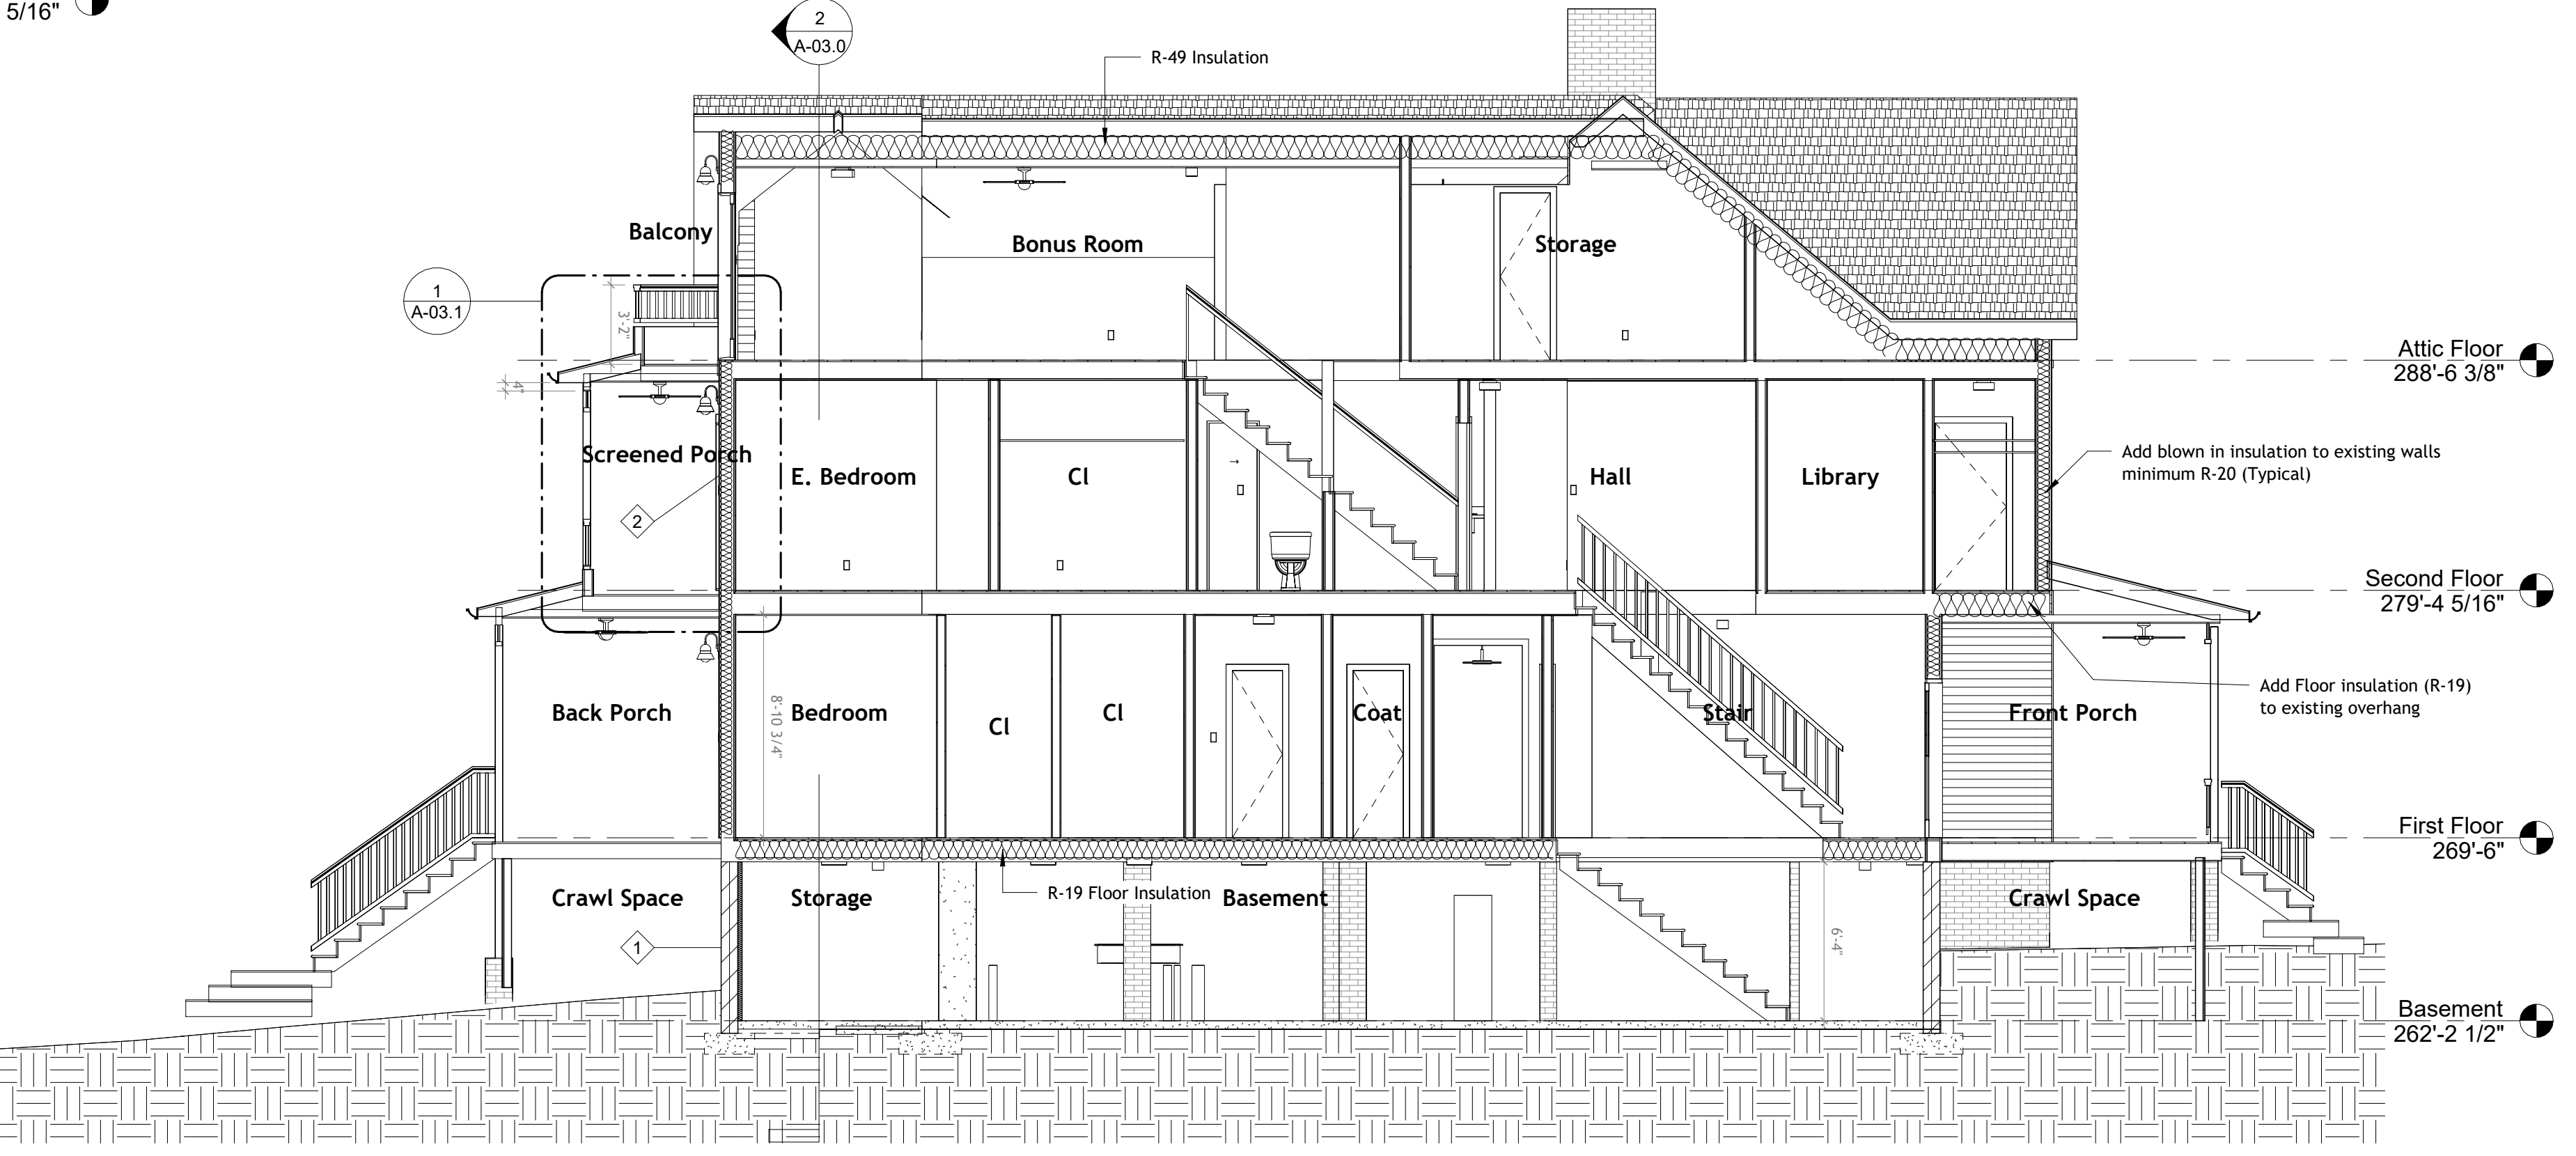 5/16"
2
A-03.0
R-49 Insulation
Balcony
Bonus Room
Storage
1
A-03.1
3'-2"
4"
Attic Floor
288'-6 3/8"
Screened Porch
E. Bedroom
Cl
Hall
Library
Add blown in insulation to existing walls
minimum R-20 (Typical)
2
Second Floor
279'-4 5/16"
Add Floor insulation (R-19)
to existing overhang
8'-10 3/4"
Back Porch
Bedroom
Cl
Cl
Coat
Stair
Front Porch
First Floor
269'-6"
Crawl Space
Storage
R-19 Floor Insulation
Basement
Crawl Space
1
6'-4"
Basement
262'-2 1/2"